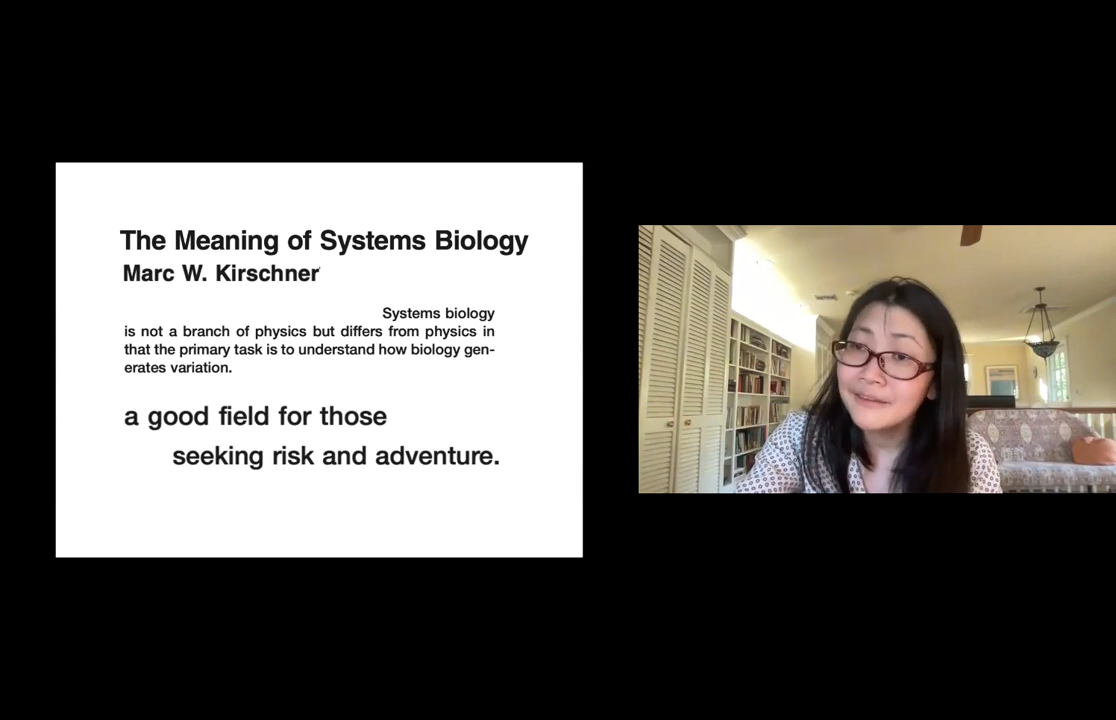 The Meaning of Systems Biology
Marc W. Kirschner
Systems biology
is not a branch of physics but differs from physics in
that the primary task is to understand how biology gen-
erates variation.
a good field for those
seeking risk and adventure.